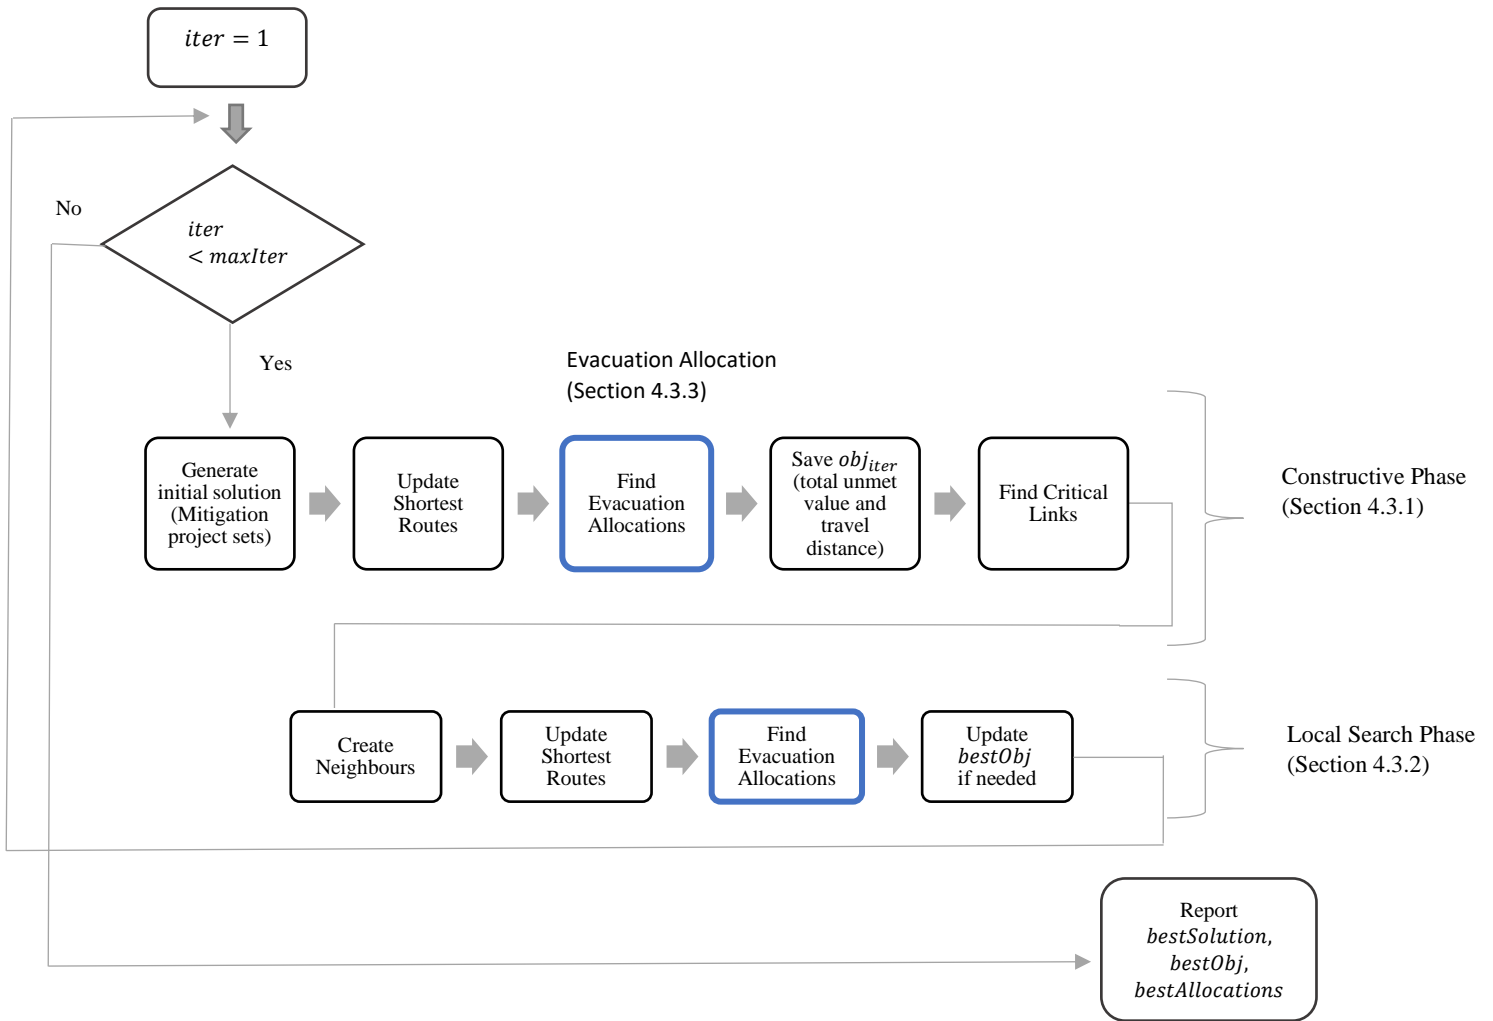 iter = 1
No
iter
< maxIter
Yes
Evacuation Allocation
(Section 4.3.3)
Generate
initial solution
(Mitigation
project sets)
Update
Shortest
Routes
Find
Evacuation
Allocations
Save obj_iter
(total unmet
value and
travel
distance)
Find Critical
Links
Constructive Phase
(Section 4.3.1)
Create
Neighbours
Update
Shortest
Routes
Find
Evacuation
Allocations
Update
bestObj
if needed
Local Search Phase
(Section 4.3.2)
Report
bestSolution,
bestObj,
bestAllocations